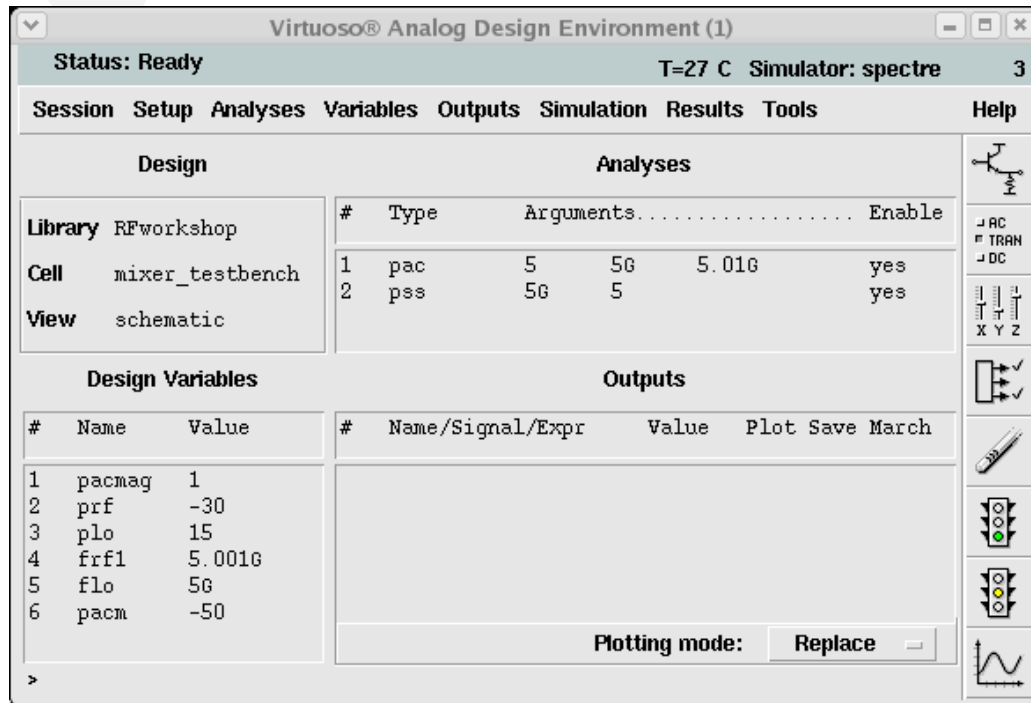 Virtuoso® Analog Design Environment (1)
Status: Ready T=27 C Simulator: spectre 3
Session Setup Analyses Variables Outputs Simulation Results Tools Help
Design
Library RFworkshop
Cell mixer_testbench
View schematic
Analyses
# Type Arguments................... Enable
1 pac 5 5G 5.01G yes
2 pss 5G 5 yes
AC
TRAN
DC
X Y Z
Design Variables
# Name Value
1 pacmag 1
2 prf -30
3 plo 15
4 frf1 5.001G
5 flo 5G
6 pacm -50
Outputs
# Name/Signal/Expr Value Plot Save March
Plotting mode: Replace
>